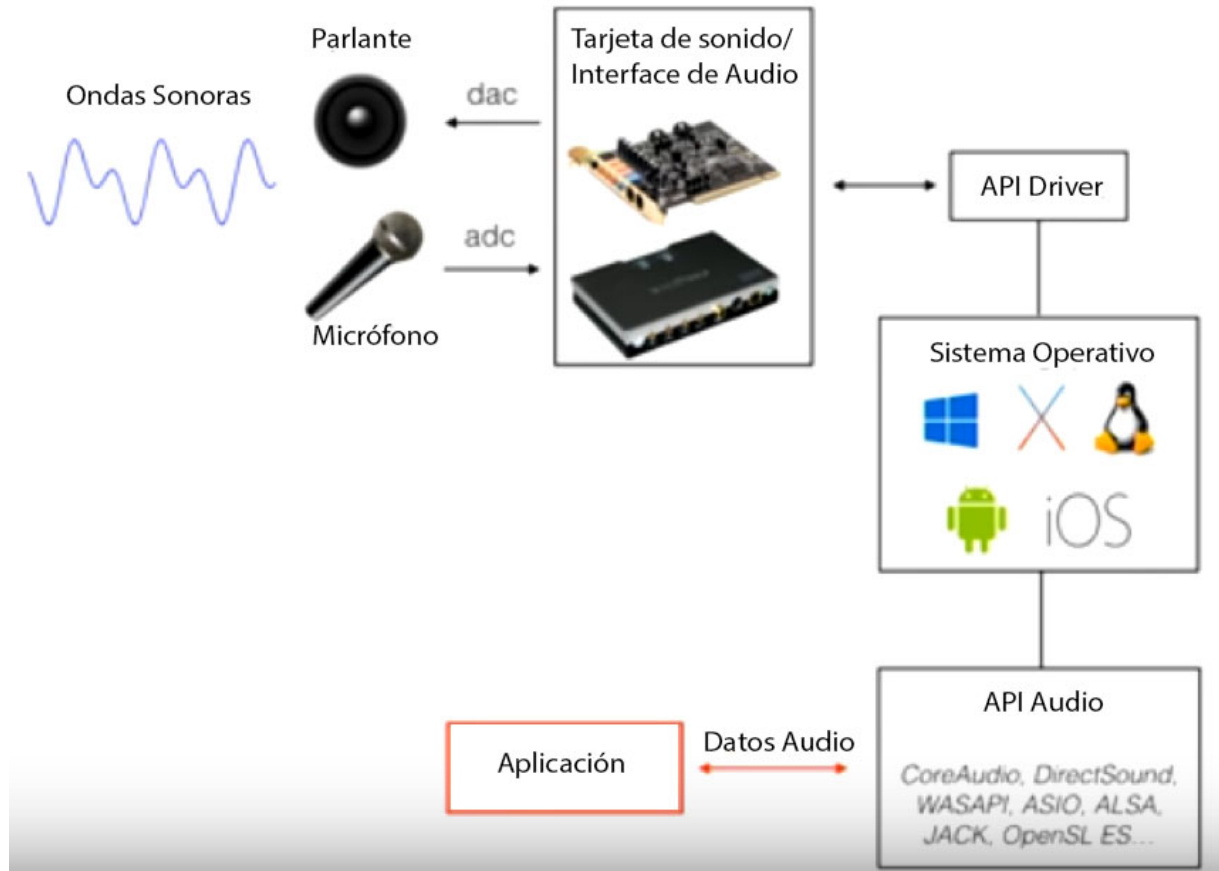 Ondas Sonoras
Parlante
dac
adc
Micrófono
Tarjeta de sonido/
Interface de Audio
API Driver
Sistema Operativo
iOS
API Audio
CoreAudio, DirectSound,
WASAPI, ASIO, ALSA,
JACK, OpenSL ES...
Datos Audio
Aplicación